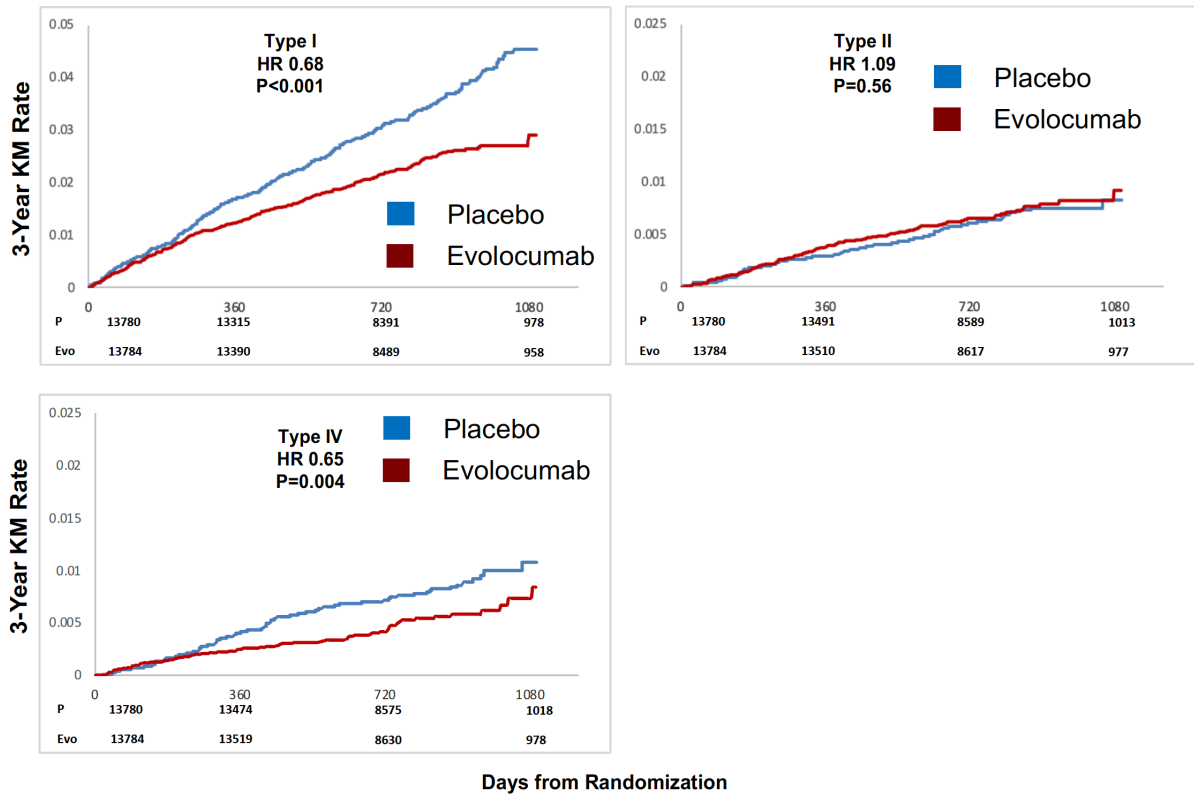 3-Year KM Rate
0.05
0.04
0.03
0.02
0.01
0
Type I
HR 0.68
P<0.001
Placebo
Evolocumab
0 360 720 1080
P 13780 13315 8391 978
Evo 13784 13390 8489 958
0.025
0.02
0.015
0.01
0.005
0
Type II
HR 1.09
P=0.56
Placebo
Evolocumab
0 360 720 1080
P 13780 13491 8589 1013
Evo 13784 13510 8617 977
3-Year KM Rate
0.025
0.02
0.015
0.01
0.005
0
Type IV
HR 0.65
P=0.004
Placebo
Evolocumab
0 360 720 1080
P 13780 13474 8575 1018
Evo 13784 13519 8630 978
Days from Randomization